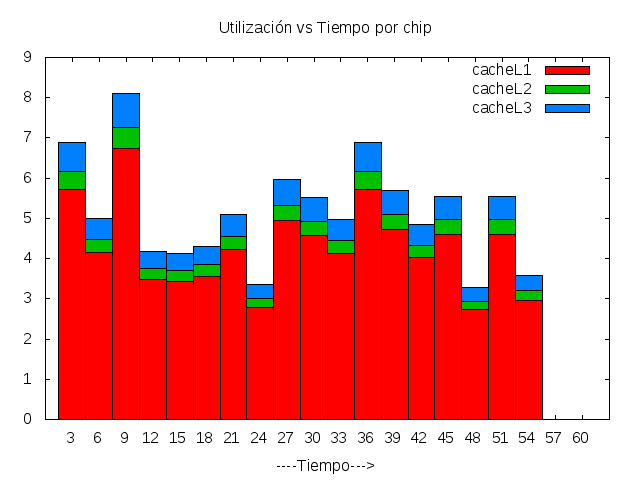 Utilización vs Tiempo por chip
9
8
7
6
5
4
3
2
1
0
cacheL1
cacheL2
cacheL3
3 6 9 12 15 18 21 24 27 30 33 36 39 42 45 48 51 54 57 60
----Tiempo--->